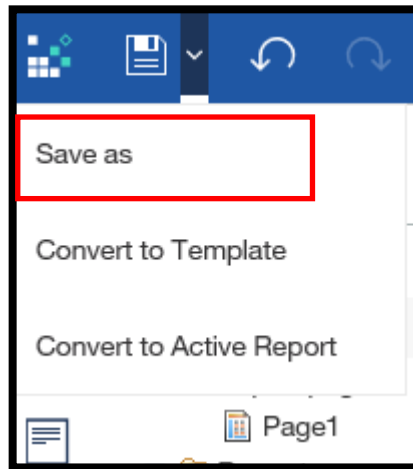 Save as
Convert to Template
Convert to Active Report
Page1